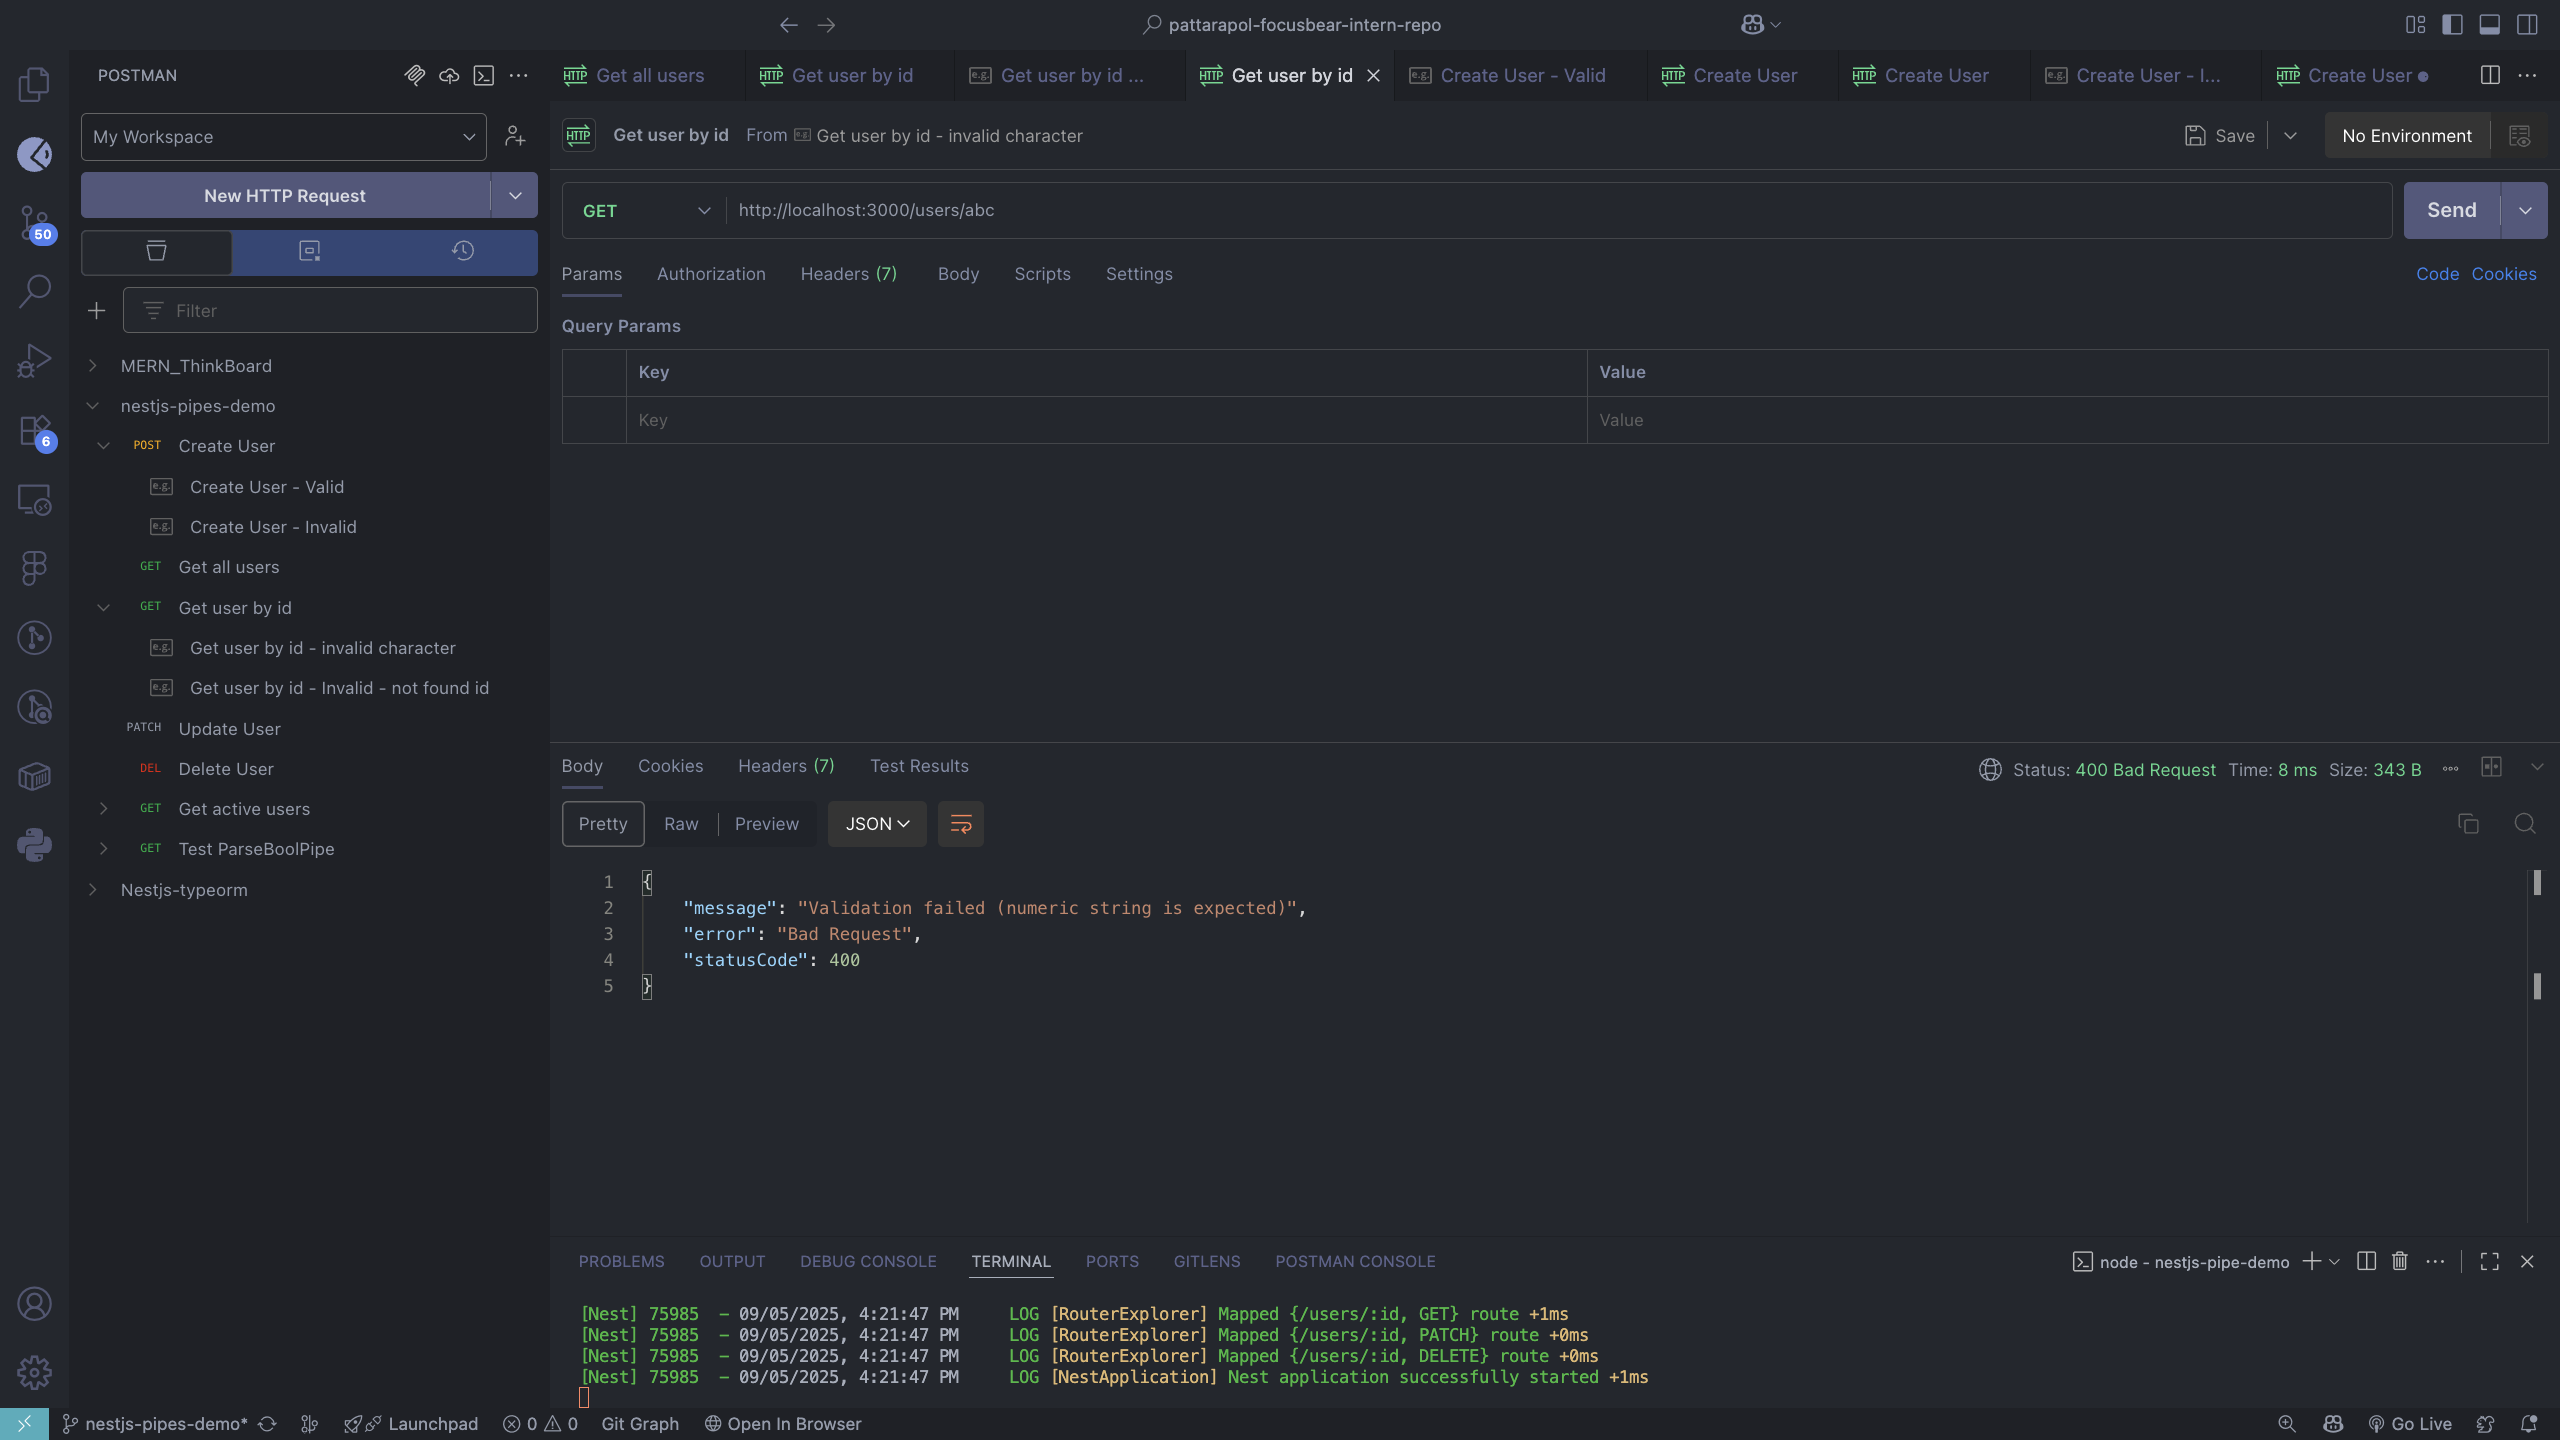 pattarapol-focusbear-intern-repo
POSTMAN
HTTP Get all users
HTTP Get user by id
e.g. Get user by id ...
HTTP Get user by id
e.g. Create User - Valid
HTTP Create User
HTTP Create User
e.g. Create User - I...
HTTP Create User
My Workspace
New HTTP Request
Filter
MERN_ThinkBoard
nestjs-pipes-demo
POST Create User
e.g. Create User - Valid
e.g. Create User - Invalid
GET Get all users
GET Get user by id
e.g. Get user by id - invalid character
e.g. Get user by id - Invalid - not found id
PATCH Update User
DEL Delete User
GET Get active users
GET Test ParseBoolPipe
Nestjs-typeorm
50
6
HTTP Get user by id From e.g. Get user by id - invalid character
Save
No Environment
GET http://localhost:3000/users/abc
Send
Params Authorization Headers (7) Body Scripts Settings
Code Cookies
Query Params
Key Value
Key Value
Body Cookies Headers (7) Test Results
Status: 400 Bad Request Time: 8 ms Size: 343 B
Pretty Raw Preview JSON
1 {
2 "message": "Validation failed (numeric string is expected)",
3 "error": "Bad Request",
4 "statusCode": 400
5 }
PROBLEMS OUTPUT DEBUG CONSOLE TERMINAL PORTS GITLENS POSTMAN CONSOLE
node - nestjs-pipe-demo
[Nest] 75985 - 09/05/2025, 4:21:47 PM LOG [RouterExplorer] Mapped {/users/:id, GET} route +1ms
[Nest] 75985 - 09/05/2025, 4:21:47 PM LOG [RouterExplorer] Mapped {/users/:id, PATCH} route +0ms
[Nest] 75985 - 09/05/2025, 4:21:47 PM LOG [RouterExplorer] Mapped {/users/:id, DELETE} route +0ms
[Nest] 75985 - 09/05/2025, 4:21:47 PM LOG [NestApplication] Nest application successfully started +1ms
nestjs-pipes-demo* Launchpad 0 0 Git Graph Open In Browser
Go Live